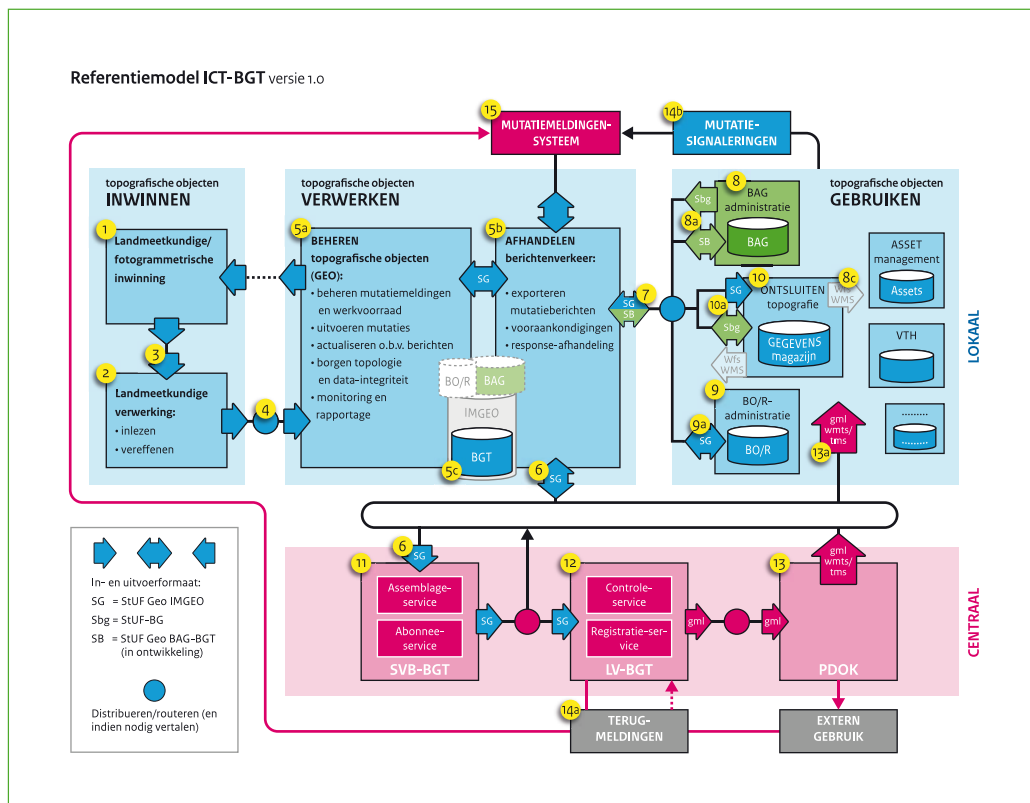 Referentiemodel ICT-BGT versie 1.0
15
MUTATIEMELDINGEN-
SYSTEEM
14b
MUTATIE-
SIGNALERINGEN
topografische objecten
INWINNEN
1
Landmeetkundige/
fotogrammetrische
inwinning
3
2
Landmeetkundige
verwerking:
• inlezen
• vereffenen
4
topografische objecten
VERWERKEN
5a
BEHEREN
topografische objecten
(GEO):
• beheren mutatiemeldingen
en werkvoorraad
• uitvoeren mutaties
• actualiseren o.b.v. berichten
• borgen topologie
en data-integriteit
• monitoring en
rapportage
SG
5b
AFHANDELEN
berichtenverkeer:
• exporteren
mutatieberichten
• vooraankondigingen
• response-afhandeling
BO/R
BAG
IMGEO
BGT
5c
6
SG
7
SG
SB
topografische objecten
GEBRUIKEN
8
BAG
administratie
BAG
Sbg
8a
SB
10
ONTSLUITEN
topografie
GEGEVENS
magazijn
SG
10a
Sbg
Wfs
WMS
8c
Wfs
WMS
9
BO/R-
administratie
BO/R
9a
SG
ASSET
management
Assets
VTH
.........
.........
gml
wmts/
tms
13a
LOKAAL
6
SG
11
Assemblage-
service
Abonnee-
service
SVB-BGT
SG
SG
12
Controle-
service
Registratie-ser-
vice
LV-BGT
gml
gml
13
gml
wmts/
tms
PDOK
CENTRAAL
14a
TERUG-
MELDINGEN
EXTERN
GEBRUIK
In- en uitvoerformaat:
SG = StUF Geo IMGEO
Sbg = StUF-BG
SB = StUF Geo BAG-BGT
(in ontwikkeling)
Distribueren/routeren (en
indien nodig vertalen)